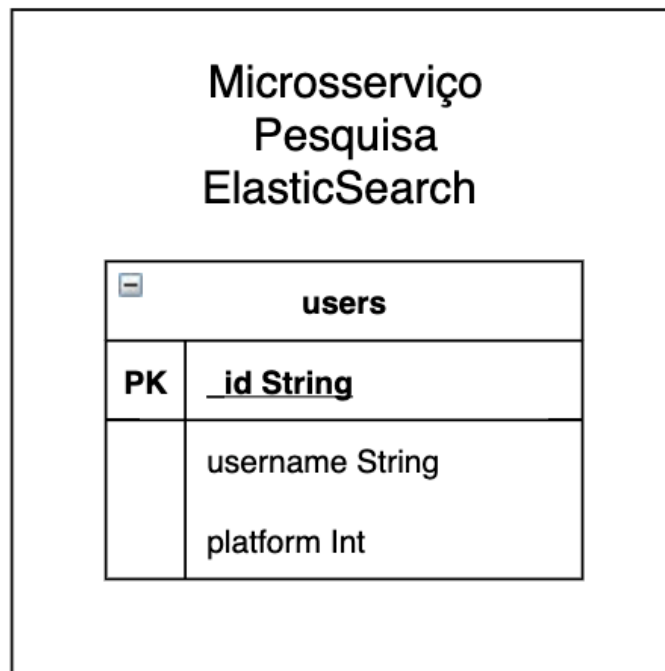 Microsserviço
Pesquisa
ElasticSearch
users
PK _id String
username String
platform Int